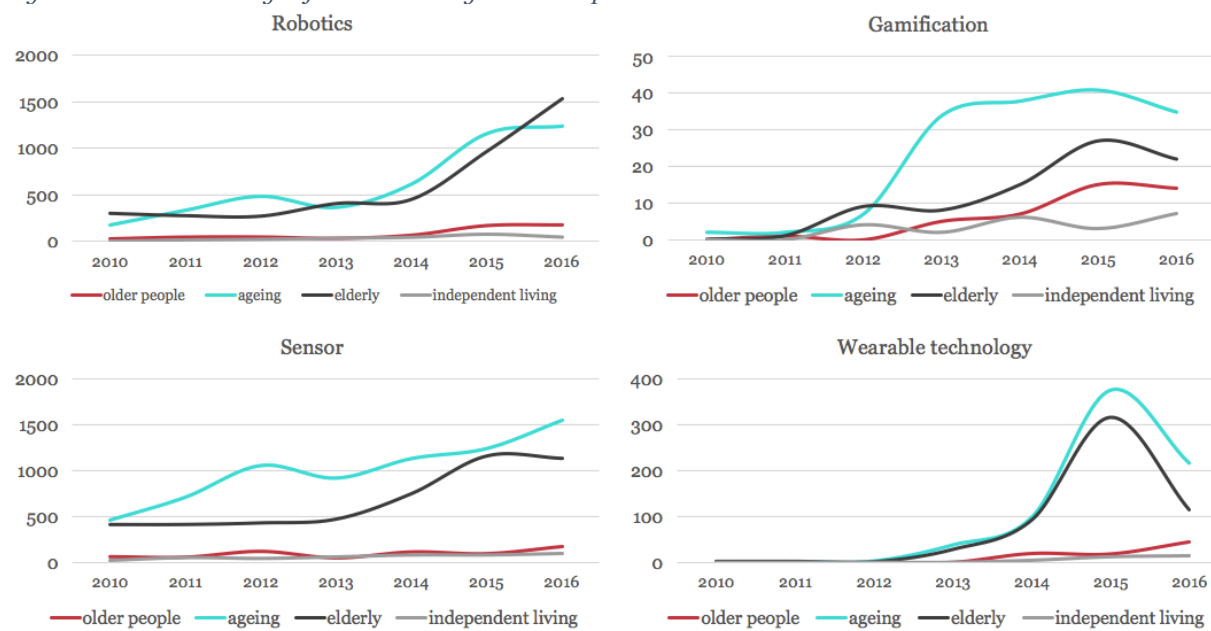 Robotics
2000
1500
1000
500
0
2010 2011 2012 2013 2014 2015 2016
older people ageing elderly independent living
Gamification
50
40
30
20
10
0
2010 2011 2012 2013 2014 2015 2016
older people ageing elderly independent living
Sensor
2000
1500
1000
500
0
2010 2011 2012 2013 2014 2015 2016
older people ageing elderly independent living
Wearable technology
400
300
200
100
0
2010 2011 2012 2013 2014 2015 2016
older people ageing elderly independent living